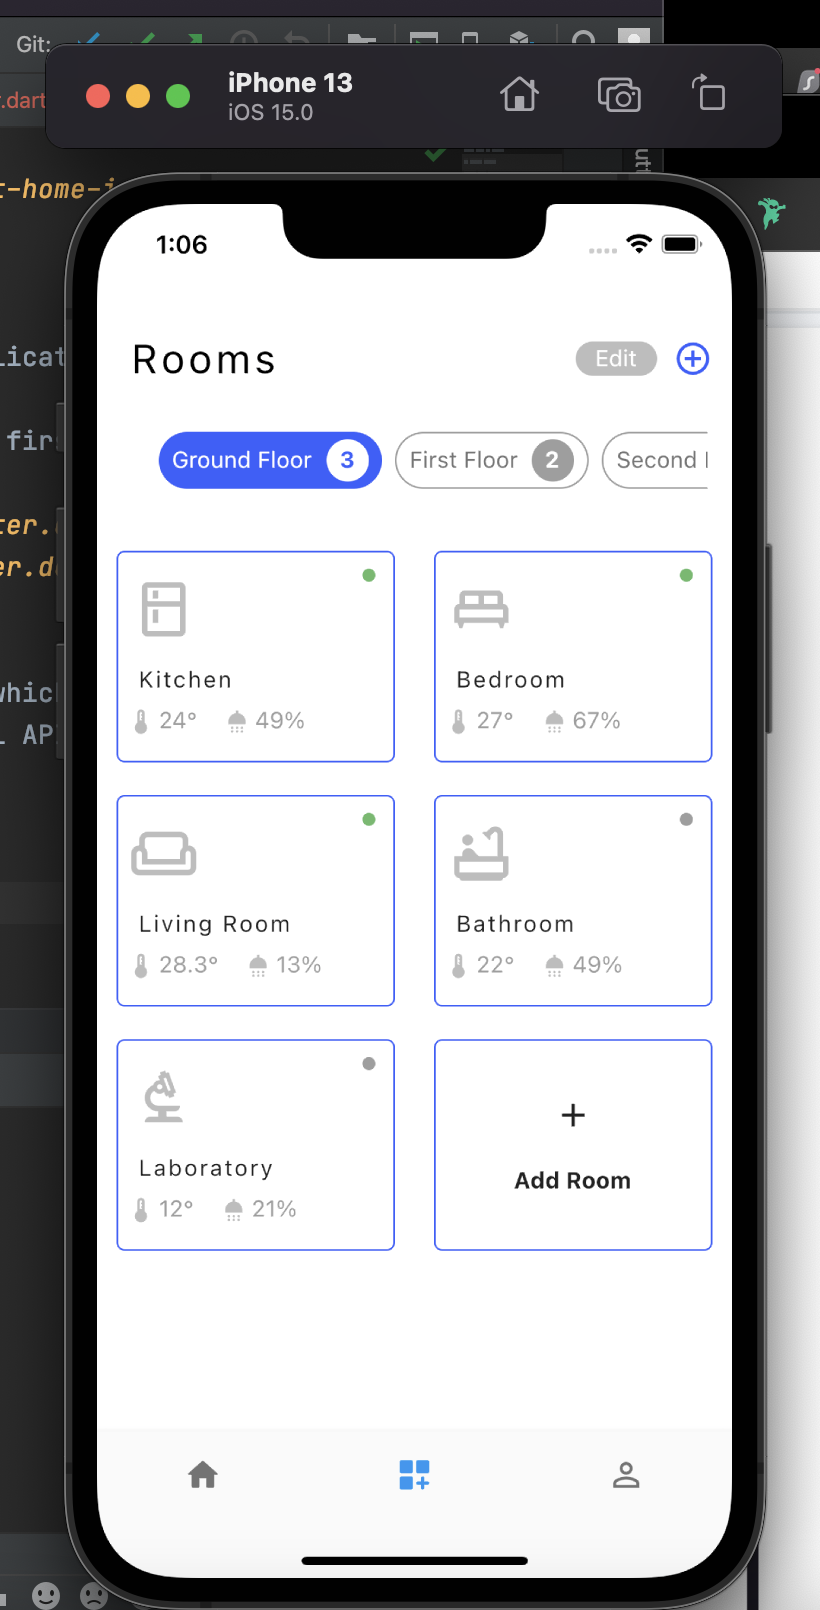 Git:
iPhone 13
iOS 15.0
.dart
t-home-i
1:06
Rooms
Edit
licat
Ground Floor 3
First Floor 2
Second
fir
ter.
er.d
Kitchen
24° 49%
Bedroom
27° 67%
whic
API
Living Room
28.3° 13%
Bathroom
22° 49%
Laboratory
12° 21%
+
Add Room